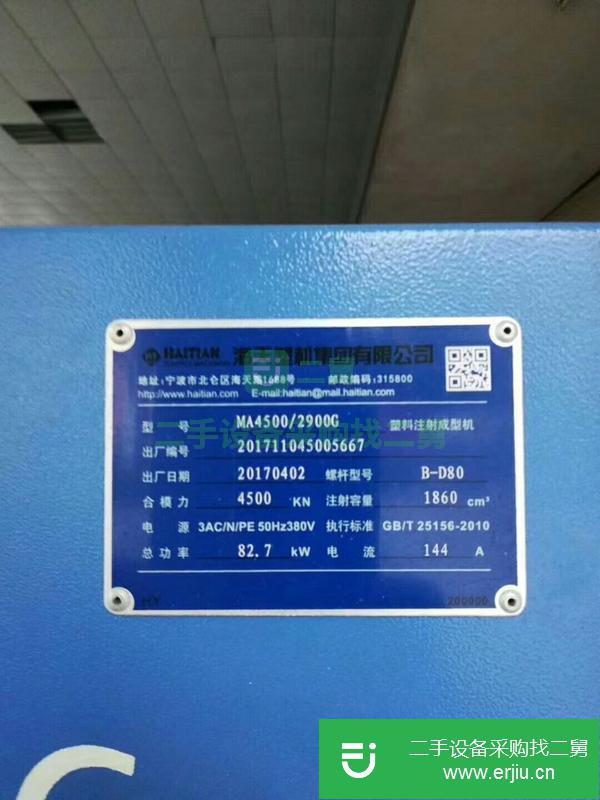 HAITIAN 海天塑机集团有限公司
地址:宁波市北仑区海天路1688号 邮政编码:315800
http://www.haitian.com E-mail:haitian@mail.haitian.com
型号 MA4500/2900G 塑料注射成型机
出厂编号 201711045005667
出厂日期 20170402 螺杆型号 B-D80
合模力 4500 KN 注射容量 1860 cm³
电源 3AC/N/PE 50Hz380V 执行标准 GB/T 25156-2010
总功率 82.7 kW 电流 144 A
HY 200000
二舅
二手设备采购找二舅
二手设备采购找二舅
www.erjiu.cn